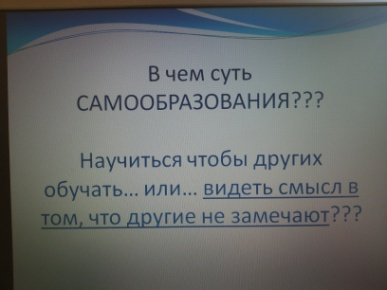 В чем суть
САМООБРАЗОВАНИЯ???
Научиться чтобы других
обучать... или... видеть смысл в
том, что другие не замечают???